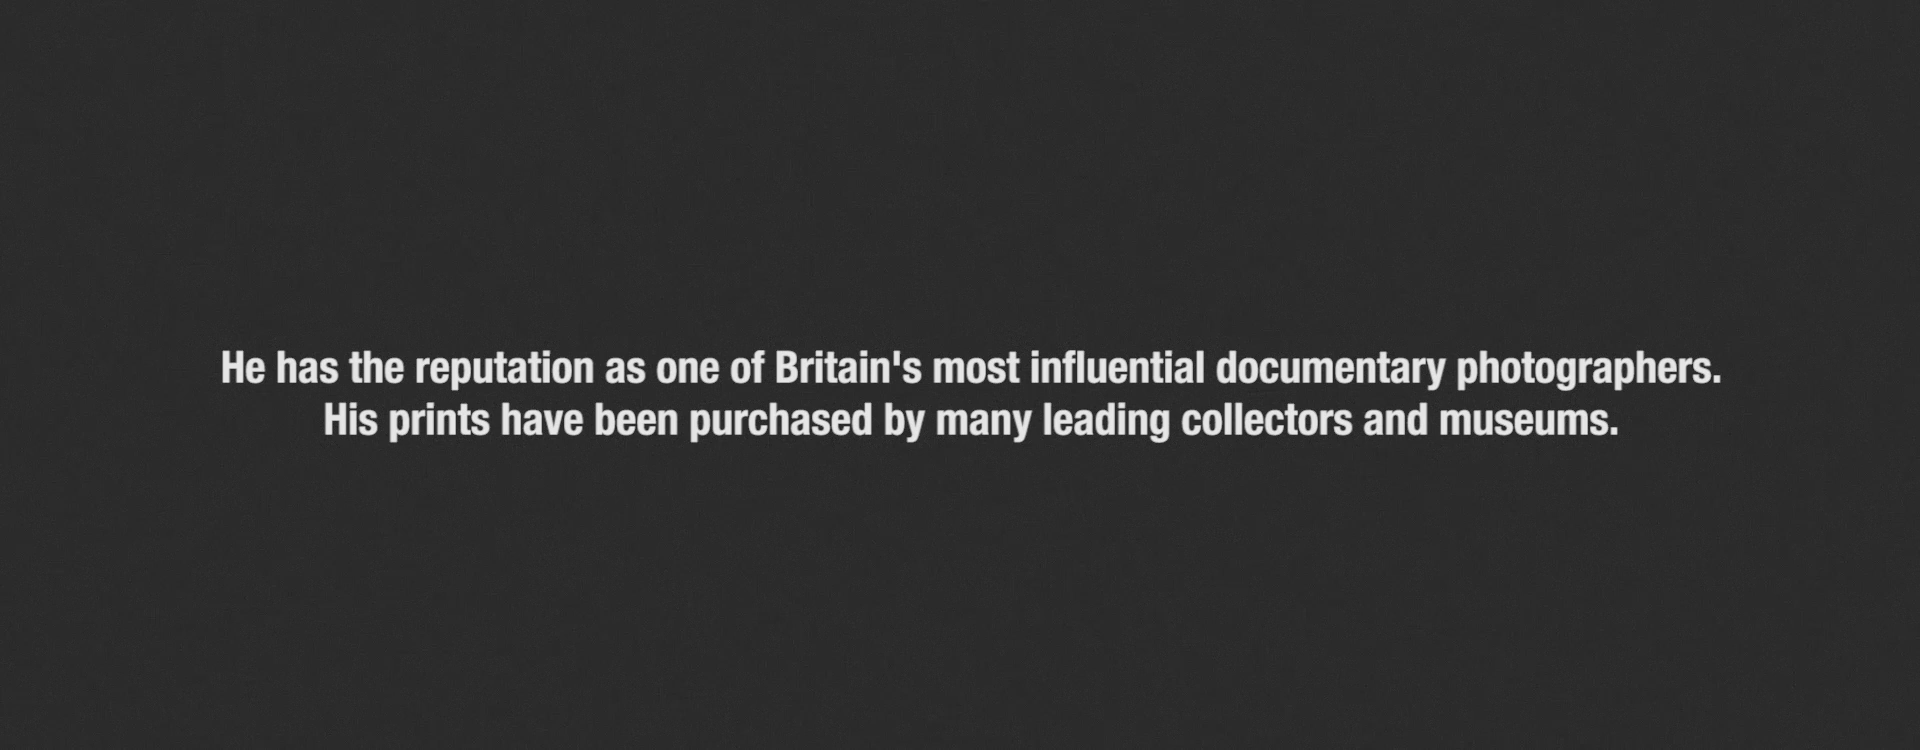 He has the reputation as one of Britain's most influential documentary photographers.
His prints have been purchased by many leading collectors and museums.